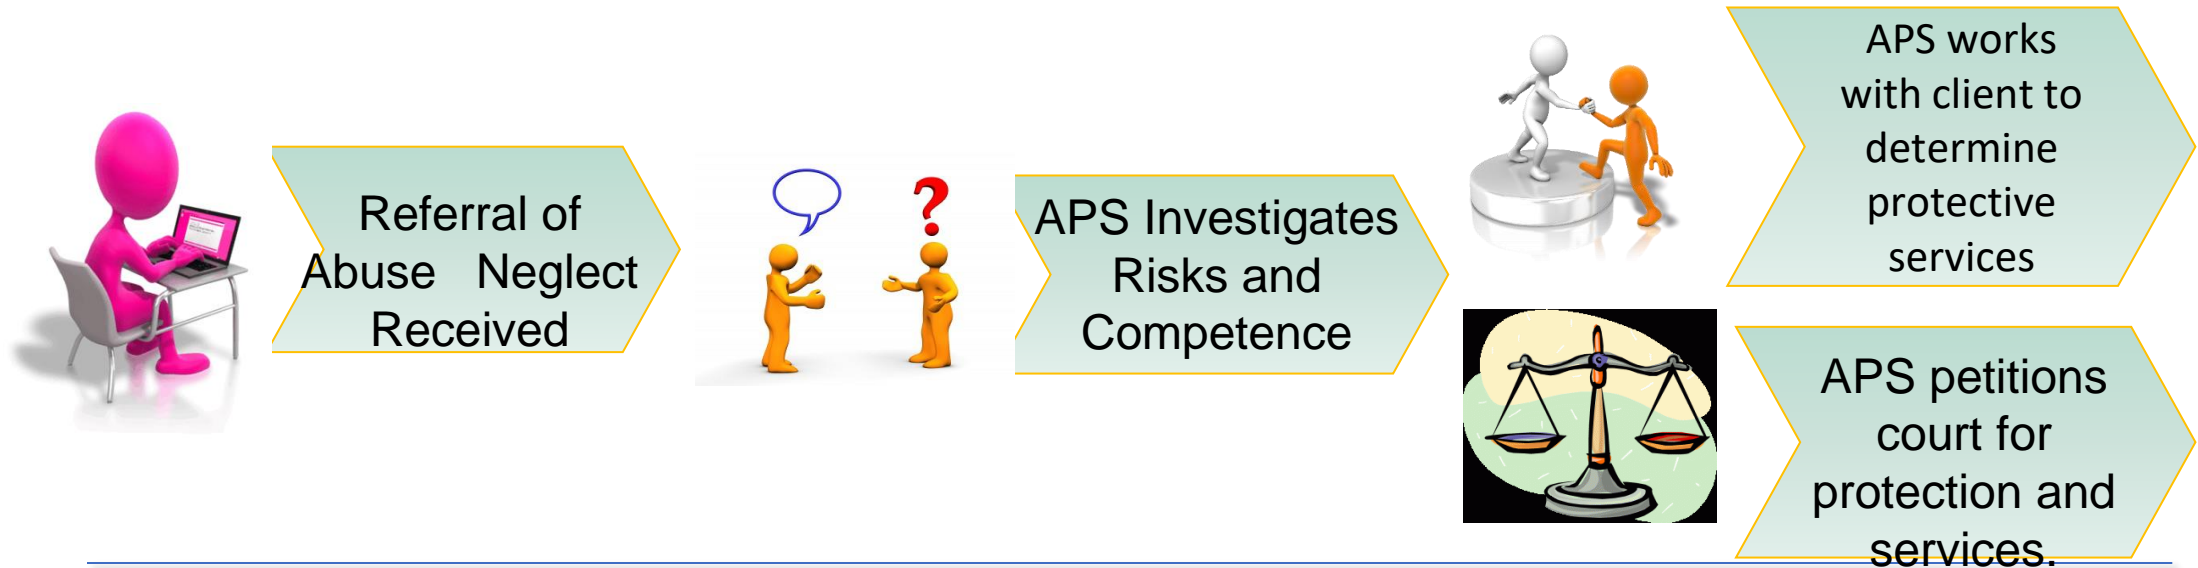 Referral of
Abuse Neglect
Received
?
APS Investigates
Risks and
Competence
APS works
with client to
determine
protective
services
APS petitions
court for
protection and
services.